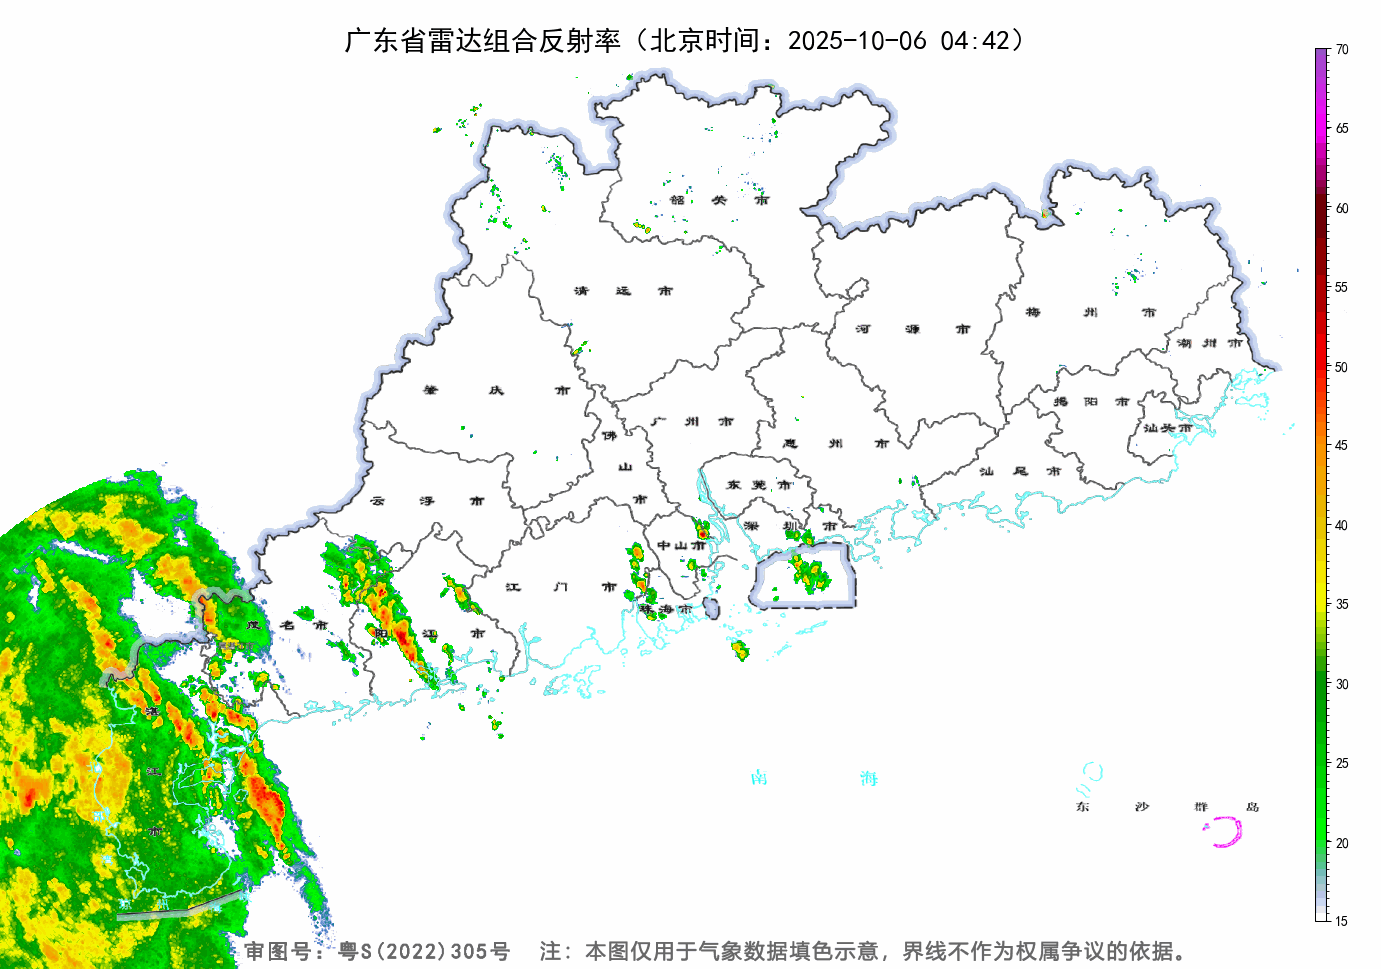 广东省雷达组合反射率（北京时间：2025-10-06 04:42）
70
65
60
55
50
45
40
35
30
25
20
15
韶关市
清远市
河源市
梅州市
潮州市
肇庆市
广州市
佛山市
惠州市
揭阳市
汕头市
汕尾市
云浮市
东莞市
深圳市
中山市
江门市
珠海市
茂名市
阳江市
湛江市
南海
东沙群岛
审图号：粤S(2022)305号 注：本图仅用于气象数据填色示意，界线不作为权属争议的依据。